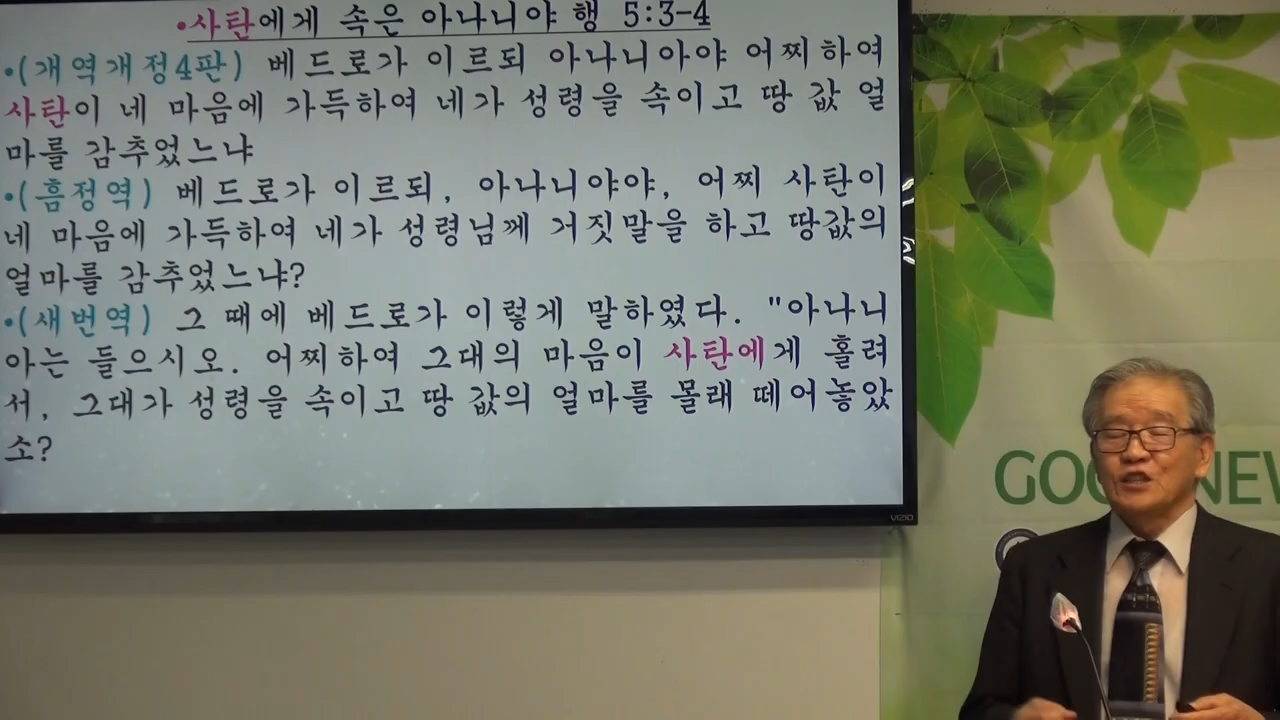 •사탄에게 속은 아나니야 행 5:3-4
•(개역개정4판) 베드로가 이르되 아나니아야 어찌하여
사탄이 네 마음에 가득하여 네가 성령을 속이고 땅 값 얼
마를 감추었느냐
•(흠정역) 베드로가 이르되, 아나니야야, 어찌 사탄이
네 마음에 가득하여 네가 성령님께 거짓말을 하고 땅값의
얼마를 감추었느냐?
•(새번역) 그 때에 베드로가 이렇게 말하였다. "아나니
아는 들으시오. 어찌하여 그대의 마음이 사탄에게 홀려
서, 그대가 성령을 속이고 땅 값의 얼마를 몰래 떼어놓았
소?
VIZIO